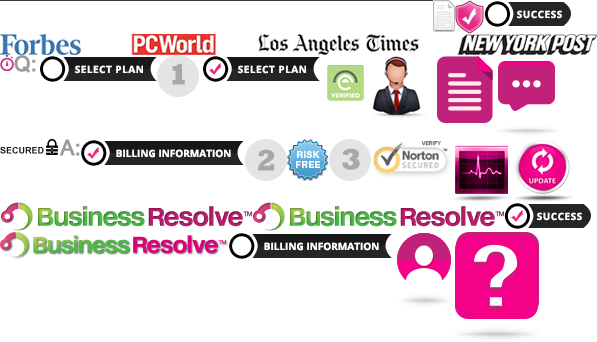 SUCCESS
Forbes PCWorld Los Angeles Times NEW YORK POST
Q: SELECT PLAN 1 SELECT PLAN
e VERIFIED
SECURED A: BILLING INFORMATION 2 RISK FREE 3
VERIFY
Norton SECURED
UPDATE
Business Resolve™ Business Resolve™ SUCCESS
Business Resolve™ BILLING INFORMATION
?